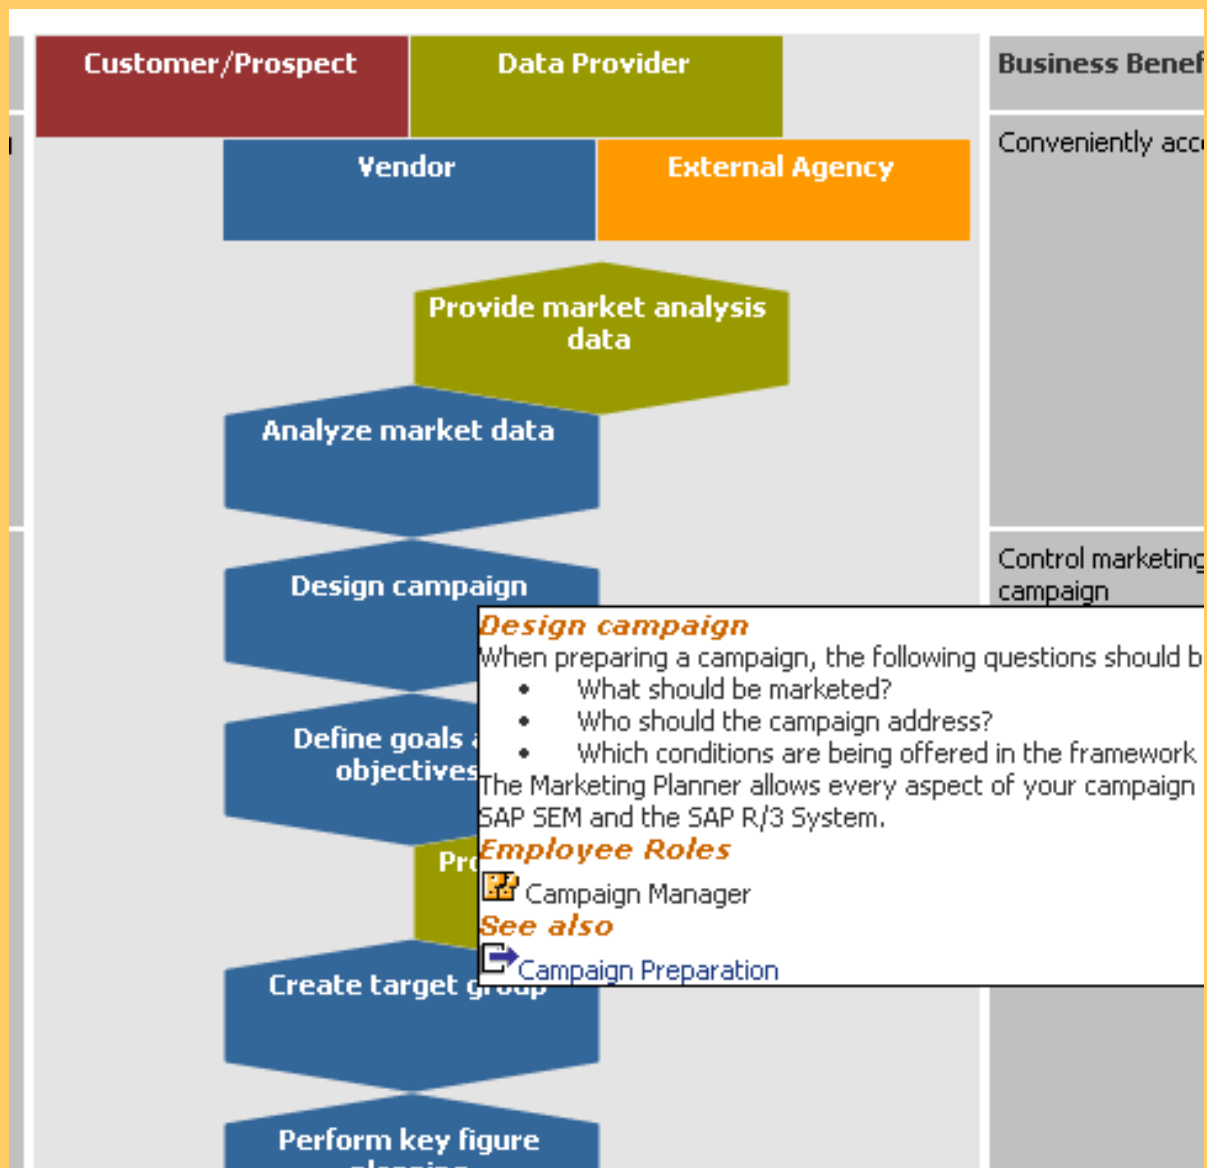 Customer/Prospect
Data Provider
Business
Vendor
External Agency
Conveniently
Provide market analysis
data
Analyze market data
Control marketing
campaign
Design campaign
Design campaign
When preparing a campaign, the following questions should
• What should be marketed?
• Who should the campaign address?
• Which conditions are being offered in the framework
The Marketing Planner allows every aspect of your campaign
SAP SEM and the SAP R/3 System.
Define goals
objectives
Employee Roles
Campaign Manager
See also
Campaign Preparation
Create target group
Perform key figure